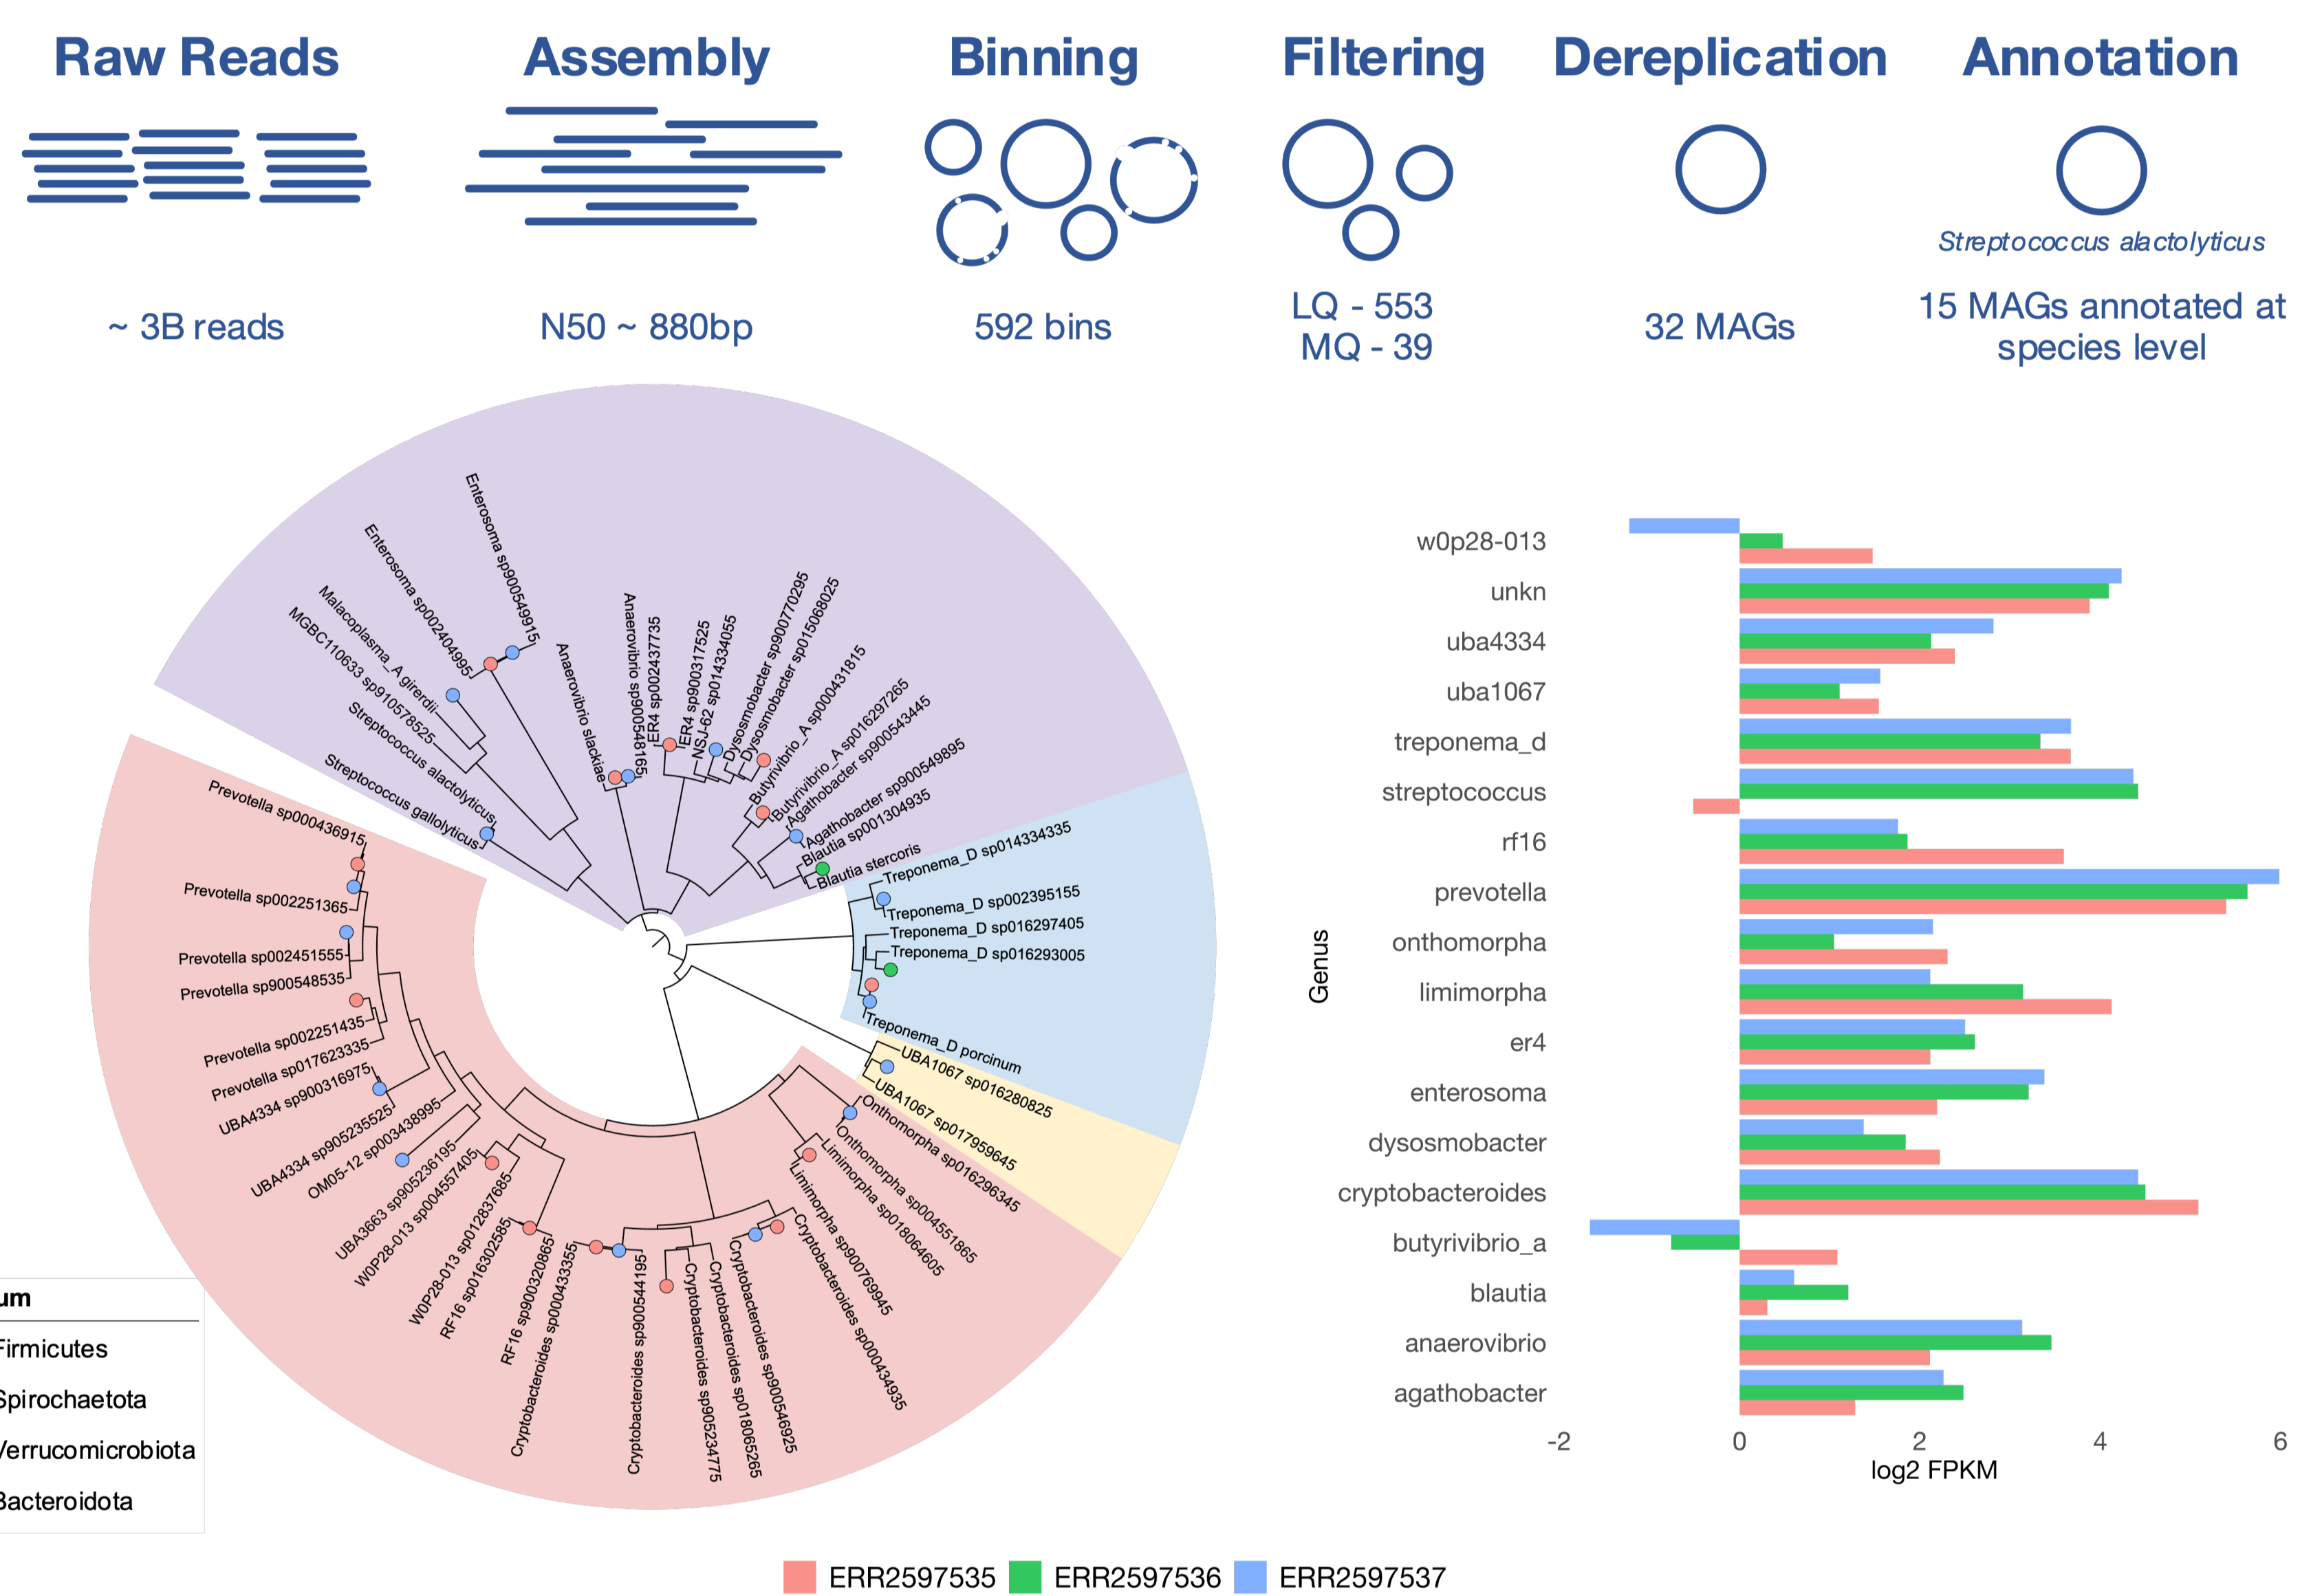 Raw Reads
Assembly
Binning
Filtering
Dereplication
Annotation
Streptococcus alactolyticus
~ 3B reads
N50 ~ 880bp
592 bins
LQ - 553
MQ - 39
32 MAGs
15 MAGs annotated at
species level
Enterosoma sp900549915
Enterosoma sp002404995
Malacoplasma_A girerdii
MGBC110633 sp910578525
Streptococcus alactolyticus
Streptococcus gallolyticus
Anaerovibrio slackiae
Anaerovibrio sp900548165
ER4 sp002437735
ER4 sp900317525
NSJ-62 sp014334055
Dysosmobacter sp900770295
Dysosmobacter sp015068025
Butyrivibrio_A sp000431815
Butyrivibrio_A sp016297265
Agathobacter sp900543445
Agathobacter sp900549895
Blautia sp001304935
Blautia stercoris
Treponema_D sp014334335
Treponema_D sp002395155
Treponema_D sp016297405
Treponema_D sp016293005
Treponema_D porcinum
UBA1067 sp016280825
UBA1067 sp017959645
Onthomorpha sp016296345
Onthomorpha sp004551865
Limimorpha sp018064605
Limimorpha sp900769945
Cryptobacteroides sp000434935
Cryptobacteroides sp900546925
Cryptobacteroides sp018065265
Cryptobacteroides sp905234775
Cryptobacteroides sp900544195
Cryptobacteroides sp000433355
RF16 sp900320865
RF16 sp016302585
W0P28-013 sp012837685
W0P28-013 sp004557405
UBA3663 sp905236195
OM05-12 sp003438995
UBA4334 sp905235525
UBA4334 sp900316975
Prevotella sp017623335
Prevotella sp002251435
Prevotella sp900548535
Prevotella sp002451555
Prevotella sp002251365
Prevotella sp000436915
um
Firmicutes
Spirochaetota
Verrucomicrobiota
Bacteroidota
Genus
w0p28-013
unkn
uba4334
uba1067
treponema_d
streptococcus
rf16
prevotella
onthomorpha
limimorpha
er4
enterosoma
dysosmobacter
cryptobacteroides
butyrivibrio_a
blautia
anaerovibrio
agathobacter
-2 0 2 4 6
log2 FPKM
ERR2597535 ERR2597536 ERR2597537